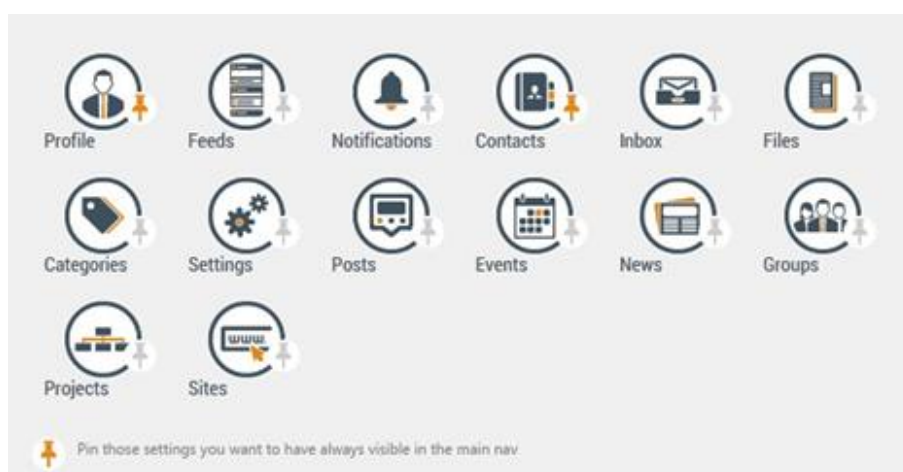 Profile Feeds Notifications Contacts Inbox Files
Categories Settings Posts Events News Groups
www
Projects Sites
Pin those settings you want to have always visible in the main nav